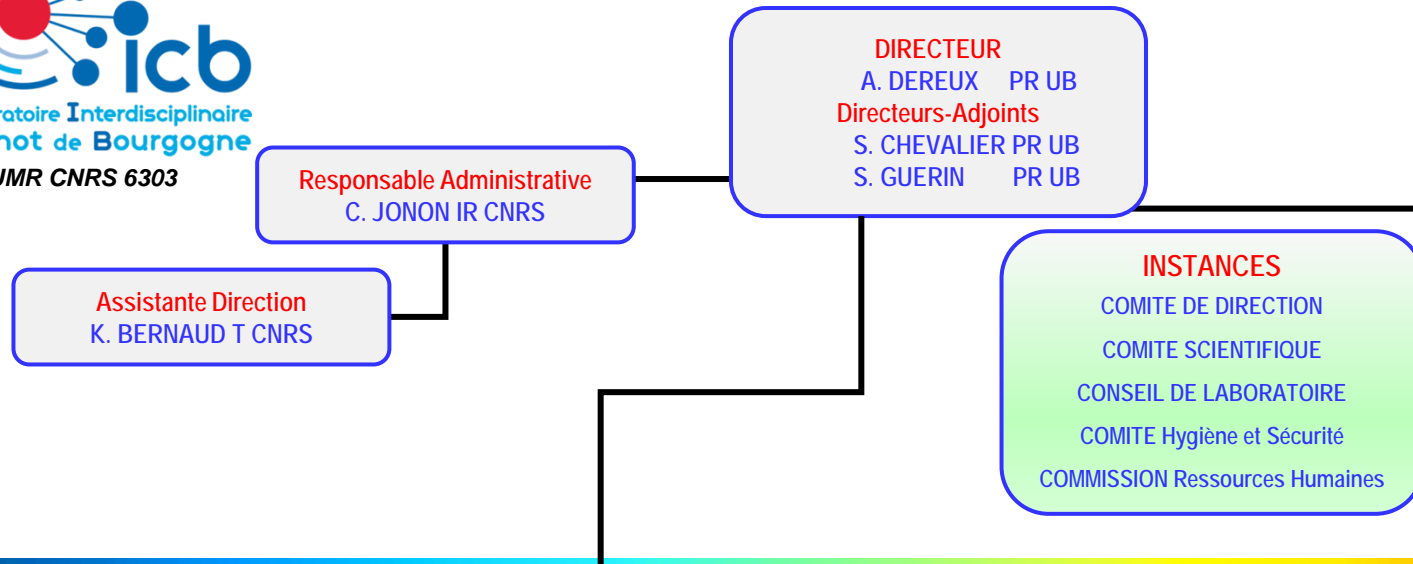 icb
ratoire Interdisciplinaire
not de Bourgogne
UMR CNRS 6303
DIRECTEUR
A. DEREUX PR UB
Directeurs-Adjoints
S. CHEVALIER PR UB
S. GUERIN PR UB
Responsable Administrative
C. JONON IR CNRS
Assistante Direction
K. BERNAUD T CNRS
INSTANCES
COMITE DE DIRECTION
COMITE SCIENTIFIQUE
CONSEIL DE LABORATOIRE
COMITE Hygiène et Sécurité
COMMISSION Ressources Humaines